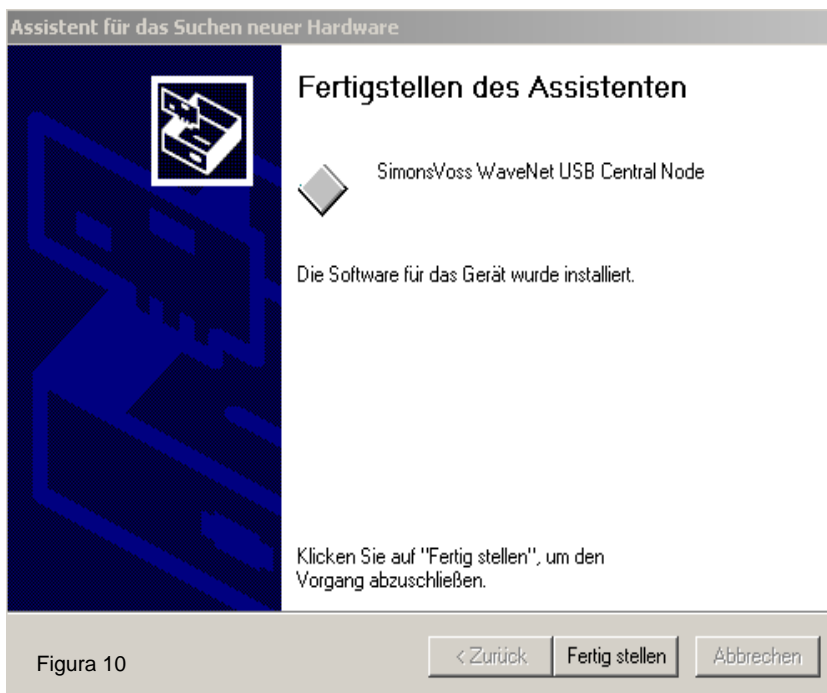 Assistent für das Suchen neuer Hardware
Fertigstellen des Assistenten
SimonsVoss WaveNet USB Central Node
Die Software für das Gerät wurde installiert.
Klicken Sie auf "Fertig stellen", um den
Vorgang abzuschließen.
Figura 10
< Zurück
Fertig stellen
Abbrechen